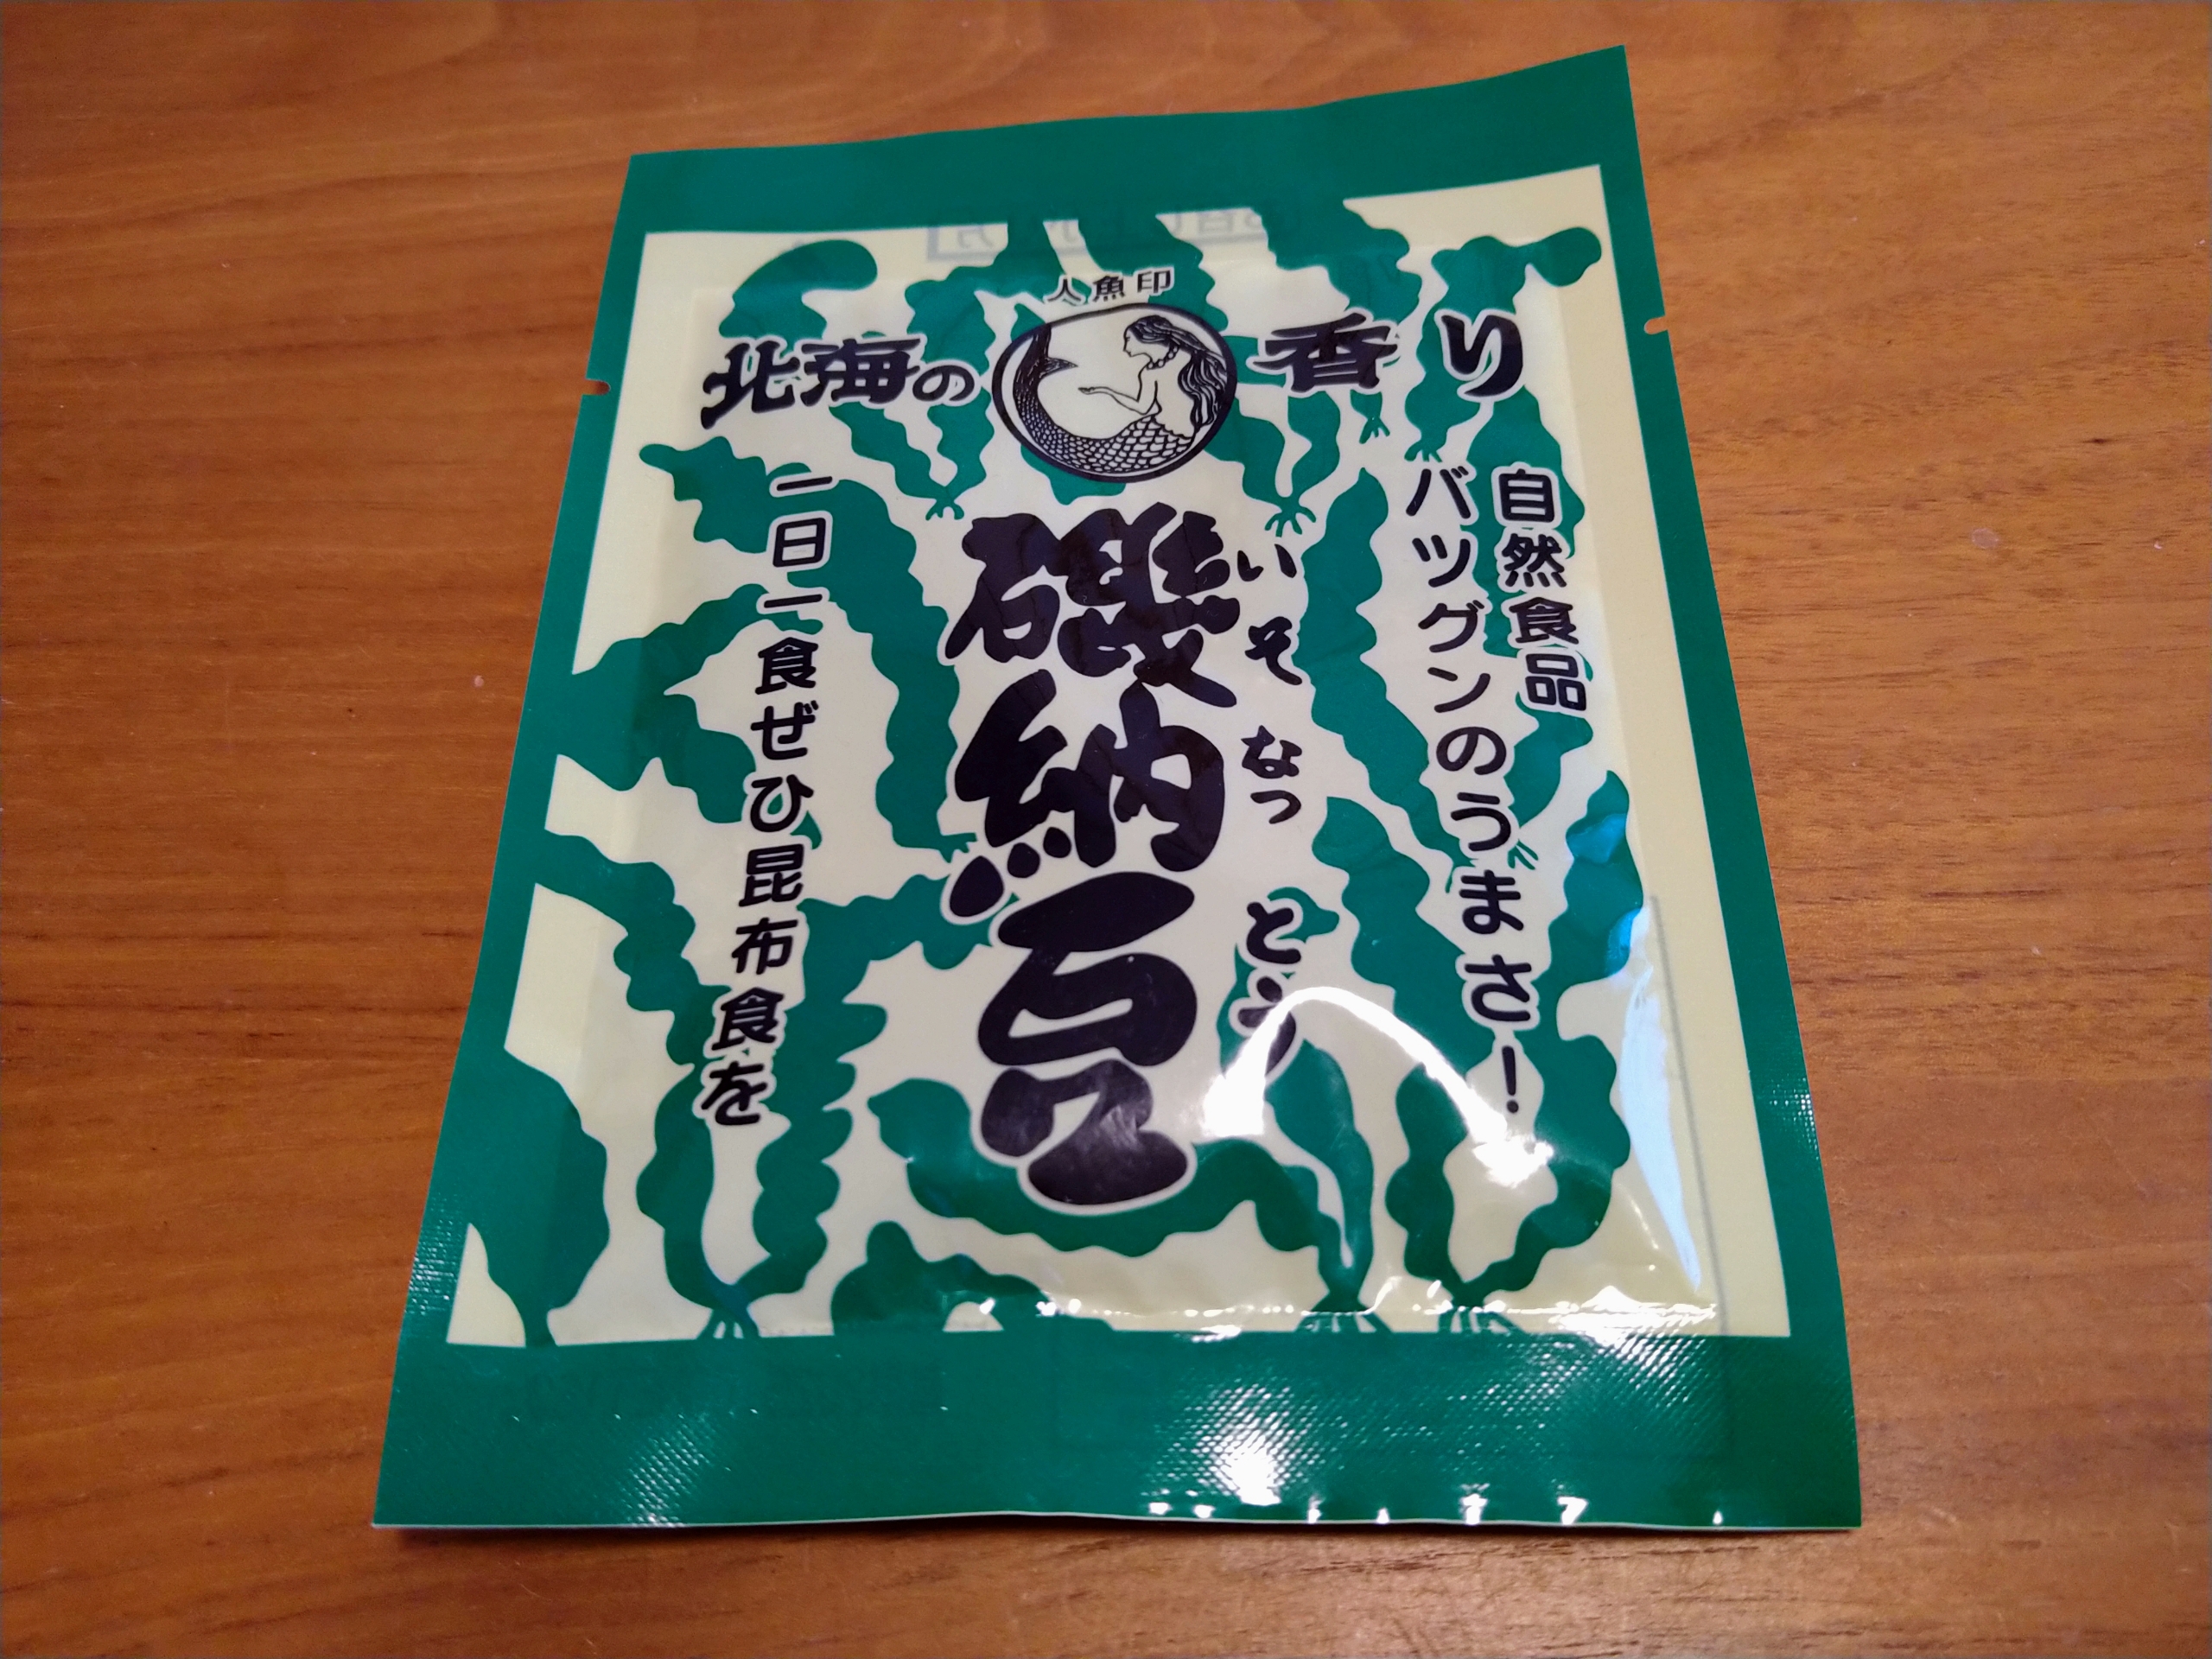 人魚印
北海の香り
自然食品
バツグンのうまさ!
磯納豆
いそなっとう
一日一食ぜひ昆布食を